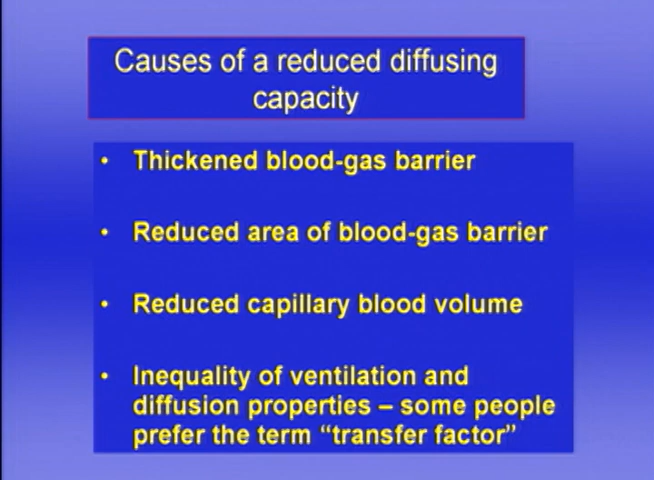 Causes of a reduced diffusing
capacity
• Thickened blood-gas barrier
• Reduced area of blood-gas barrier
• Reduced capillary blood volume
• Inequality of ventilation and
diffusion properties – some people
prefer the term “transfer factor”